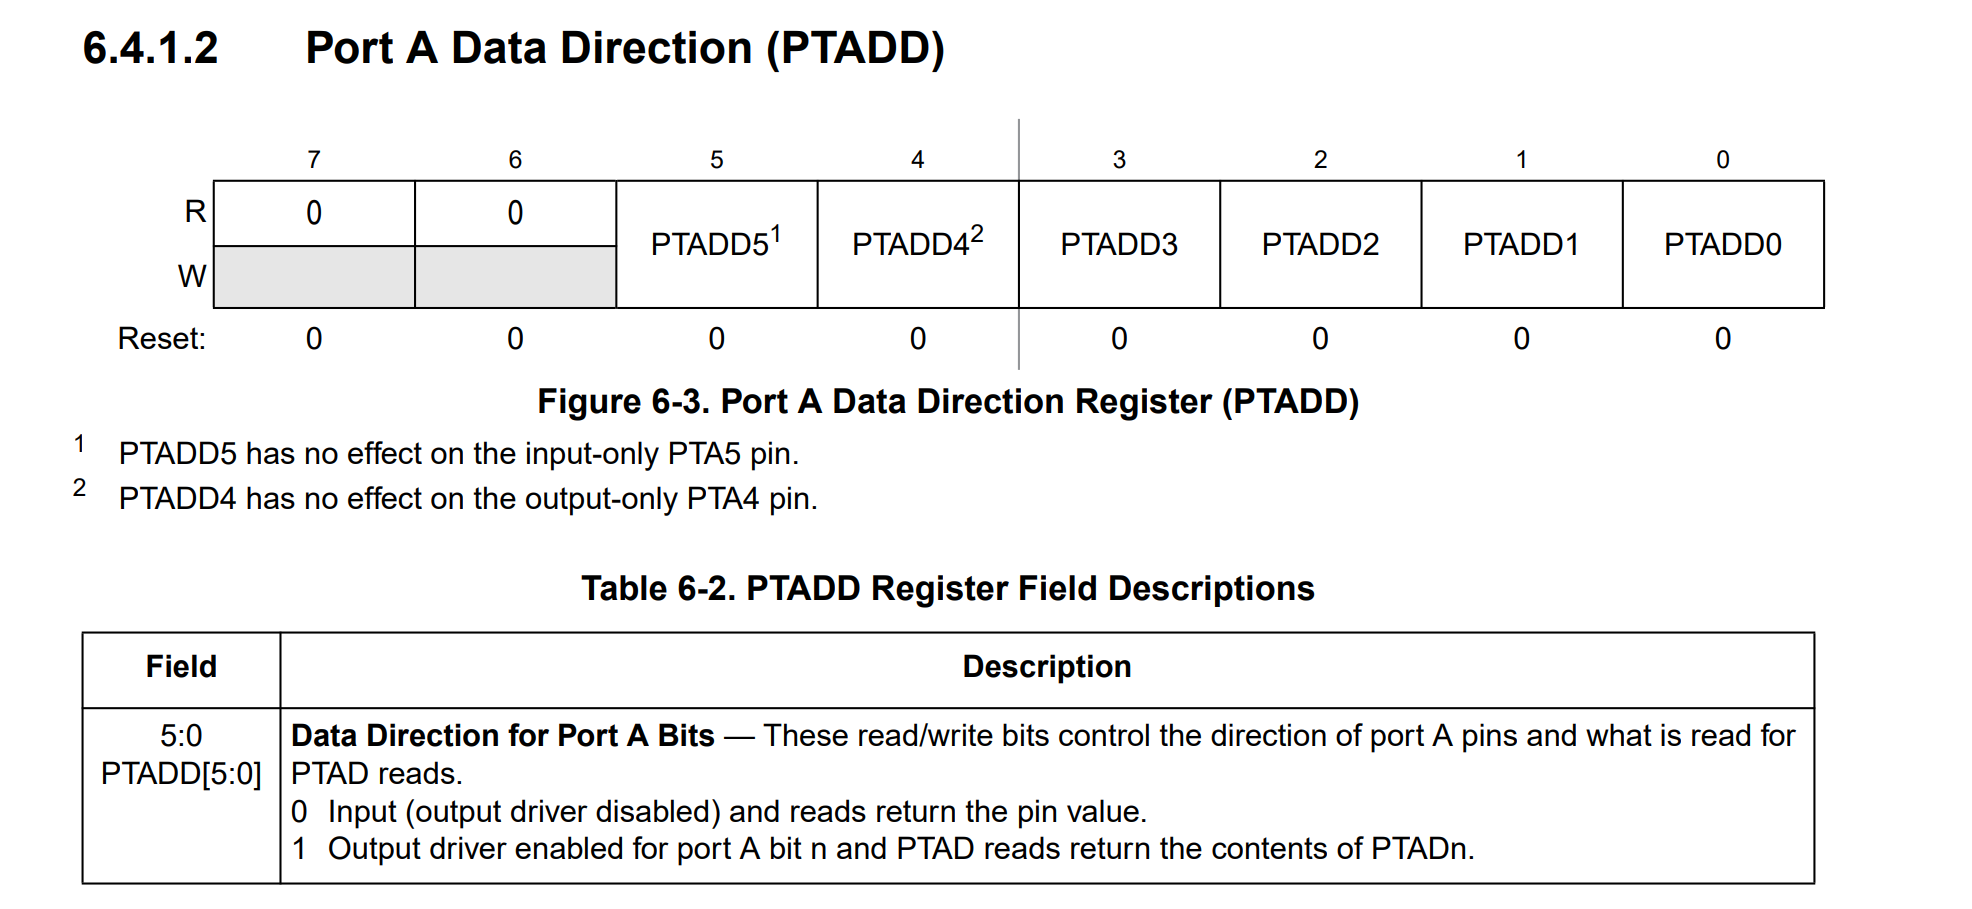 6.4.1.2 Port A Data Direction (PTADD)
7 6 5 4 3 2 1 0
R 0 0 PTADD5¹ PTADD4² PTADD3 PTADD2 PTADD1 PTADD0
W
Reset: 0 0 0 0 0 0 0 0
Figure 6-3. Port A Data Direction Register (PTADD)
1 PTADD5 has no effect on the input-only PTA5 pin.
2 PTADD4 has no effect on the output-only PTA4 pin.
Table 6-2. PTADD Register Field Descriptions
Field Description
5:0
PTADD[5:0]
Data Direction for Port A Bits — These read/write bits control the direction of port A pins and what is read for
PTAD reads.
0 Input (output driver disabled) and reads return the pin value.
1 Output driver enabled for port A bit n and PTAD reads return the contents of PTADn.